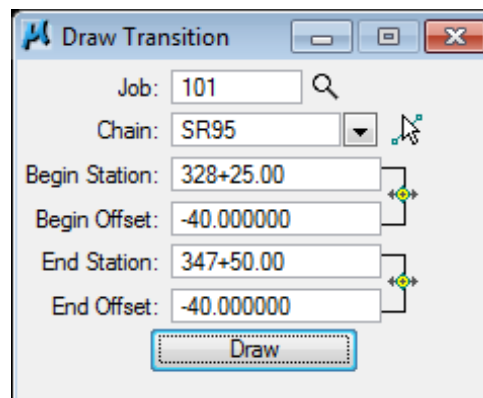 Draw Transition
Job: 101
Chain: SR95
Begin Station: 328+25.00
Begin Offset: -40.000000
End Station: 347+50.00
End Offset: -40.000000
Draw